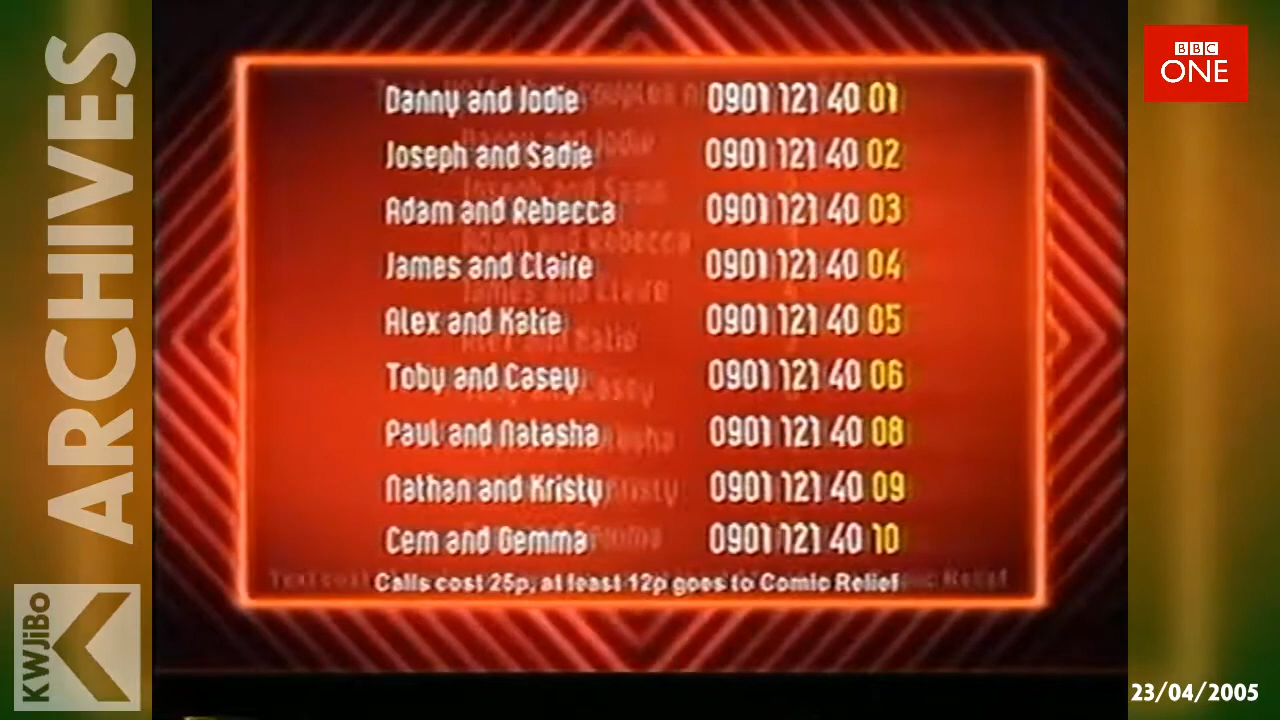 ARCHIVES
KWJiBo
BBC
ONE
Danny and Jodie 0901 121 40 01
Joseph and Sadie 0901 121 40 02
Adam and Rebecca 0901 121 40 03
James and Claire 0901 121 40 04
Alex and Katie 0901 121 40 05
Toby and Casey 0901 121 40 06
Paul and Natasha 0901 121 40 08
Nathan and Kristy 0901 121 40 09
Cem and Gemma 0901 121 40 10
Calls cost 25p, at least 12p goes to Comic Relief
23/04/2005